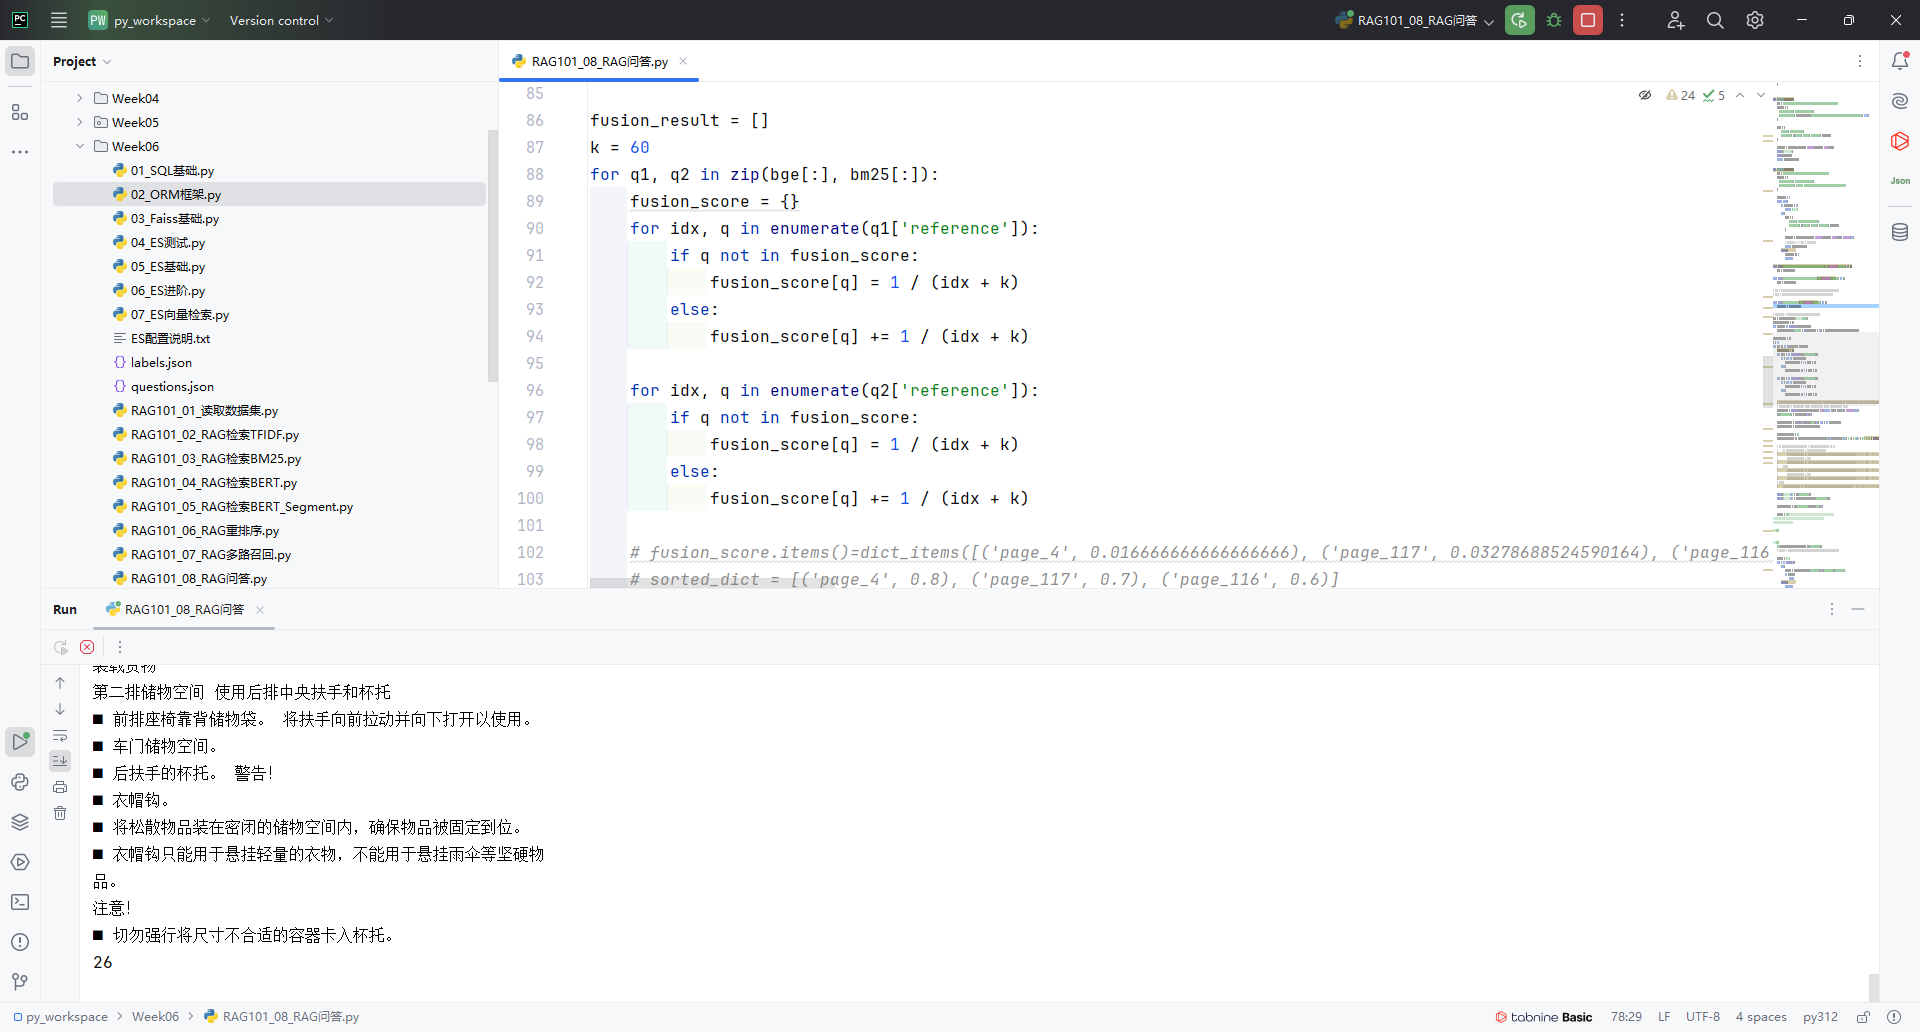 PC
PW py_workspace
Version control
RAG101_08_RAG问答
Project
RAG101_08_RAG问答.py
Week04
Week05
Week06
01_SQL基础.py
02_ORM框架.py
03_Faiss基础.py
04_ES测试.py
05_ES基础.py
06_ES进阶.py
07_ES向量检索.py
ES配置说明.txt
labels.json
questions.json
RAG101_01_读取数据集.py
RAG101_02_RAG检索TFIDF.py
RAG101_03_RAG检索BM25.py
RAG101_04_RAG检索BERT.py
RAG101_05_RAG检索BERT_Segment.py
RAG101_06_RAG重排序.py
RAG101_07_RAG多路召回.py
RAG101_08_RAG问答.py
24 5
Json
85
86 fusion_result = []
87 k = 60
88 for q1, q2 in zip(bge[:], bm25[:]):
89 fusion_score = {}
90 for idx, q in enumerate(q1['reference']):
91 if q not in fusion_score:
92 fusion_score[q] = 1 / (idx + k)
93 else:
94 fusion_score[q] += 1 / (idx + k)
95
96 for idx, q in enumerate(q2['reference']):
97 if q not in fusion_score:
98 fusion_score[q] = 1 / (idx + k)
99 else:
100 fusion_score[q] += 1 / (idx + k)
101
102 # fusion_score.items()=dict_items([('page_4', 0.016666666666666666), ('page_117', 0.03278688524590164), ('page_116
103 # sorted_dict = [('page_4', 0.8), ('page_117', 0.7), ('page_116', 0.6)]
Run
RAG101_08_RAG问答
装载货物
第二排储物空间 使用后排中央扶手和杯托
■ 前排座椅靠背储物袋。 将扶手向前拉动并向下打开以使用。
■ 车门储物空间。
■ 后扶手的杯托。 警告！
■ 衣帽钩。
■ 将松散物品装在密闭的储物空间内，确保物品被固定到位。
■ 衣帽钩只能用于悬挂轻量的衣物，不能用于悬挂雨伞等坚硬物
品。
注意！
■ 切勿强行将尺寸不合适的容器卡入杯托。
26
py_workspace > Week06 > RAG101_08_RAG问答.py
tabnine Basic
78:29
LF
UTF-8
4 spaces
py312